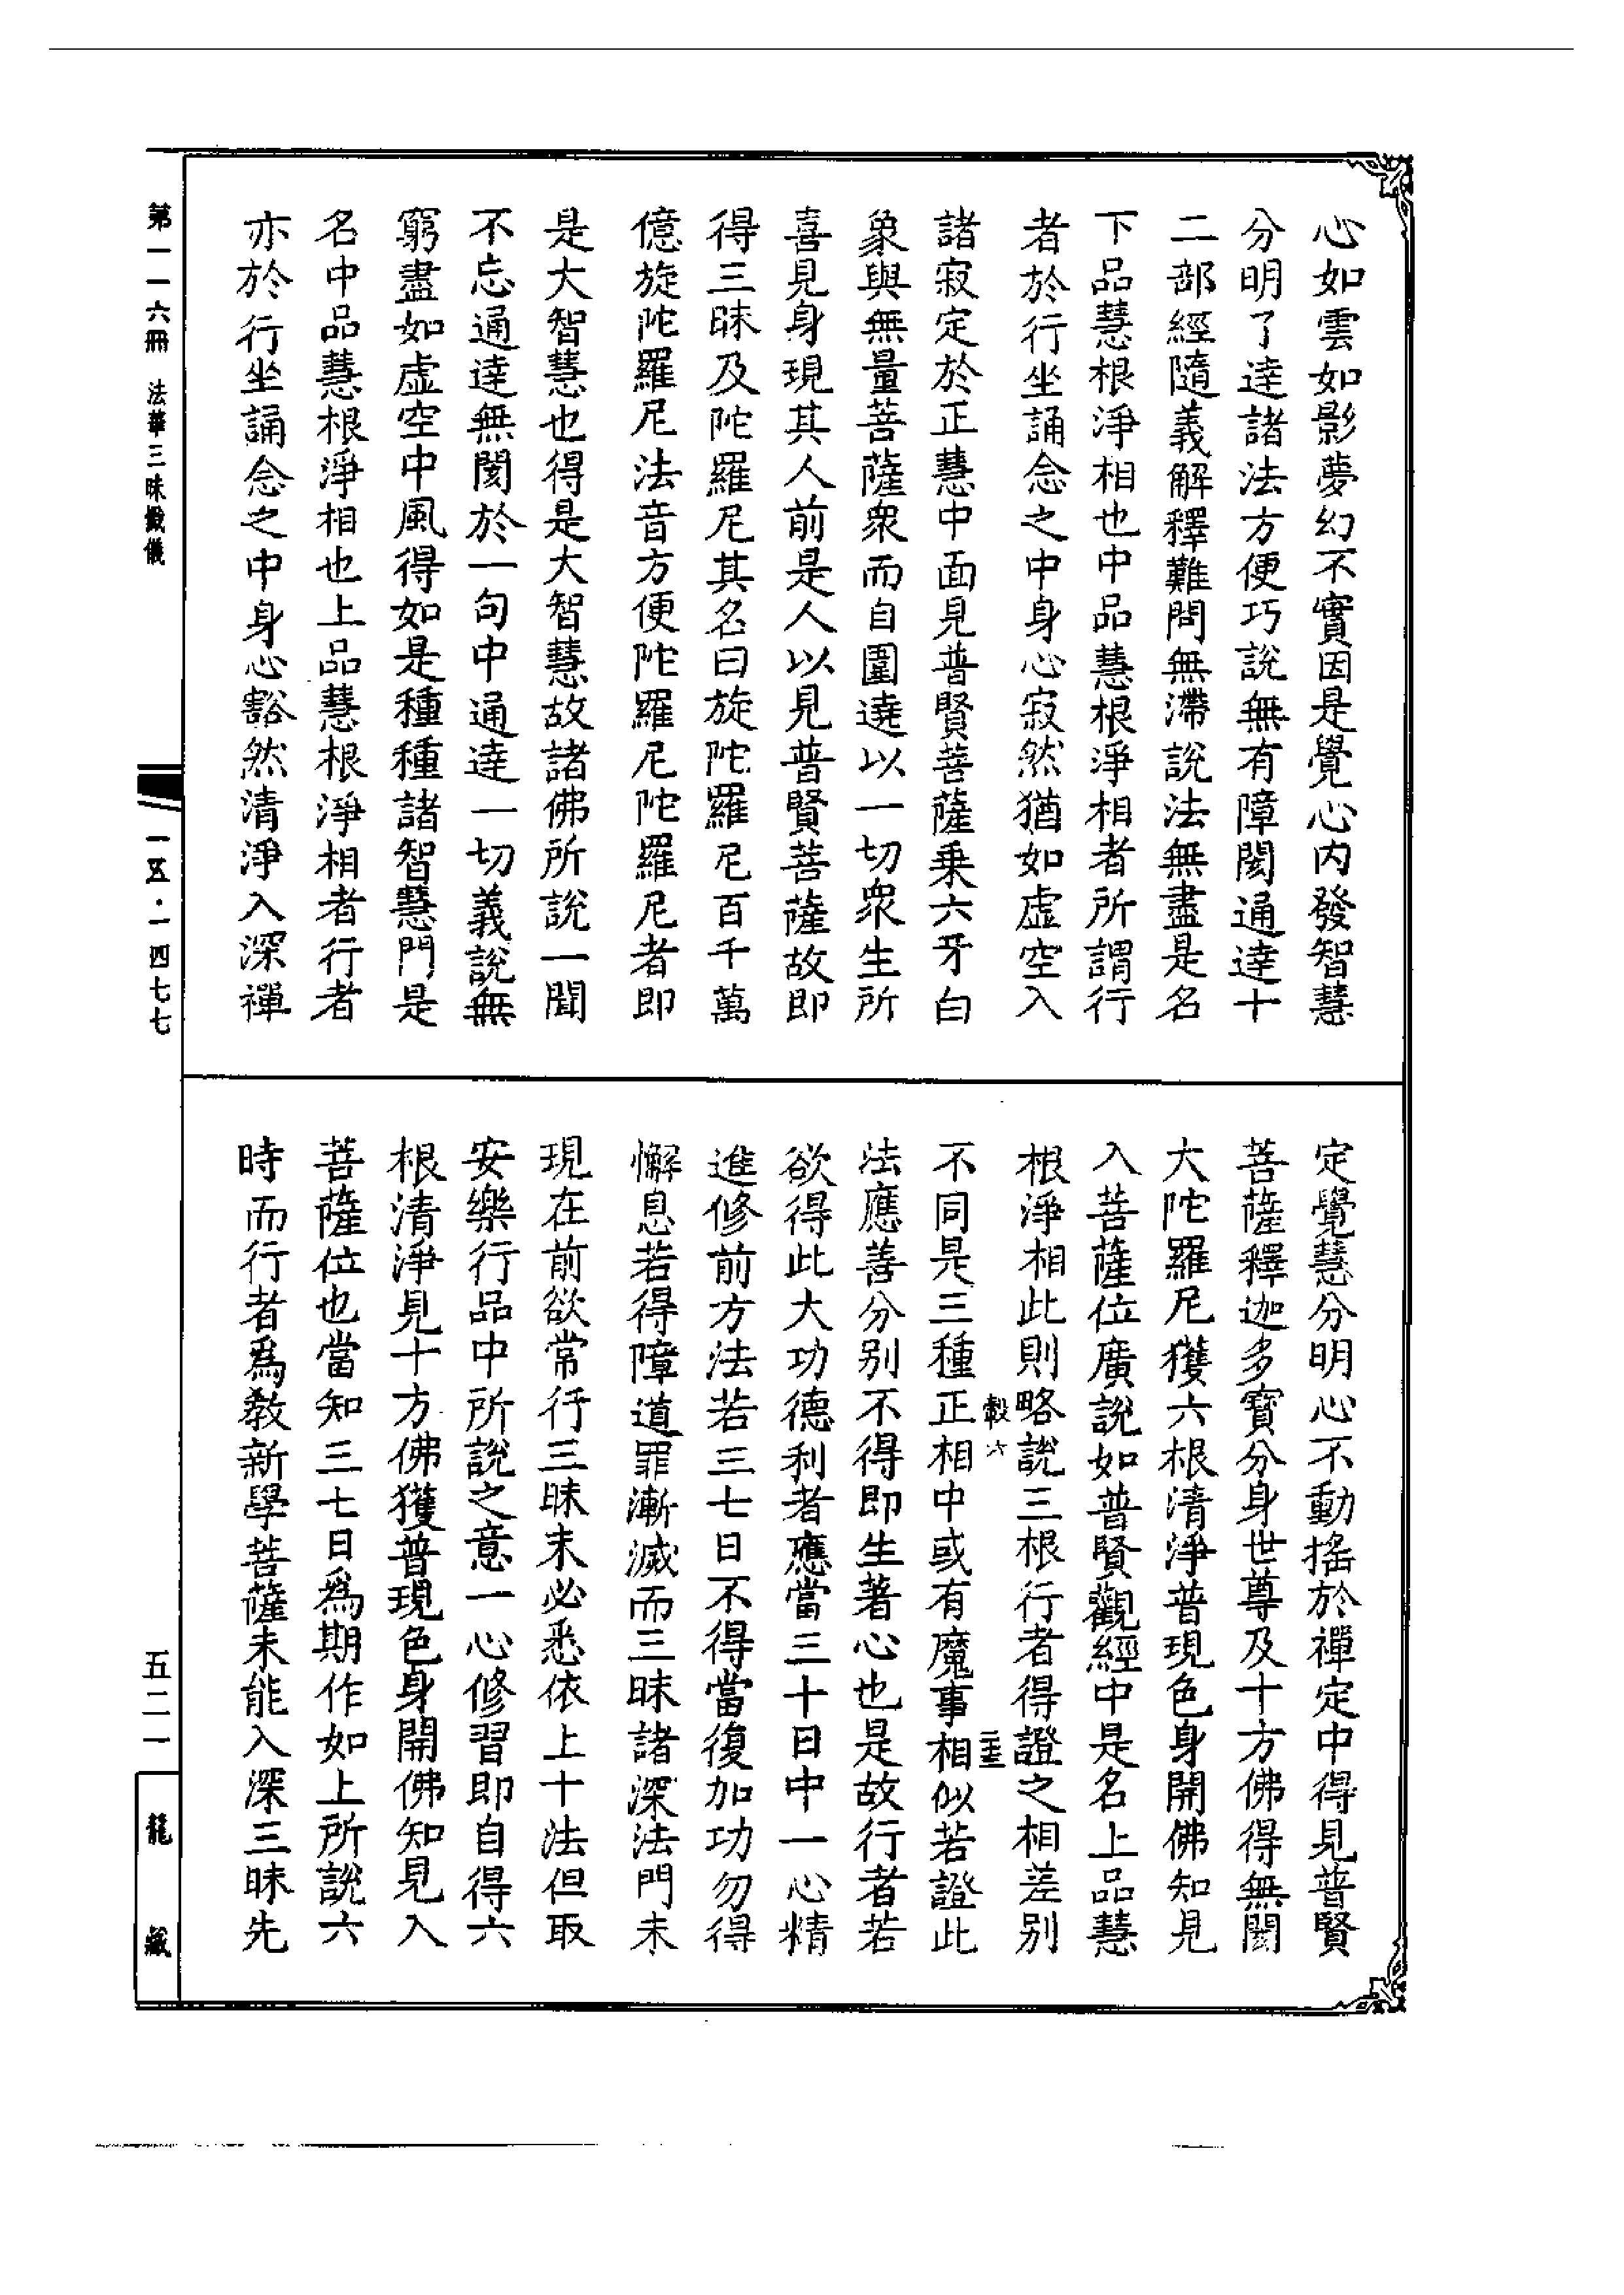 心如雲如影夢幻不實因是覺心內發智慧
分明了達諸法方便巧說無有障閡通達十
二部經隨義解釋難問無滯說法無盡是名
下品慧根淨相也中品慧根淨相者所謂行
者於行坐誦念之中身心寂然猶如虛空入
諸寂定於正慧中面見普賢菩薩乘六牙白
象與無量菩薩衆而自圍遶以一切衆生所
喜見身現其人前是人以見普賢菩薩故即
得三昧及陀羅尼其名曰旋陀羅尼百千萬
億旋陀羅尼法音方便陀羅尼陀羅尼者即
是大智慧也得是大智慧故諸佛所說一聞
不忘通達無閡於一句中通達一切義說無
窮盡如虛空中風得如是種種諸智慧門是
名中品慧根淨相也上品慧根淨相者行者
亦於行坐誦念之中身心豁然清淨入深禪
定覺慧分明心不動搖於禪定中得見普賢
菩薩釋迦多寶分身世尊及十方佛得無閡
大陀羅尼獲六根清淨普現色身開佛知見
入菩薩位廣說如普賢觀經中是名上品慧
根淨相此則略說三根行者得證之相差別
轂六
主
不同是三種正相中或有魔事相似若證此
法應善分別不得即生著心也是故行者若
欲得此大功德利者應當三十日中一心精
進修前方法若三七日不得當復加功勿得
懈息若得障道罪漸滅而三昧諸深法門未
現在前欲常行三昧未必悉依上十法但取
安樂行品中所說之意一心修習即自得六
根清淨見十方佛獲普現色身開佛知見入
菩薩位也當知三七日為期作如上所說六
時而行者為教新學菩薩未能入深三昧先
第一一六冊 法華三昧懺儀
一五·一四七七
五二一
龍藏